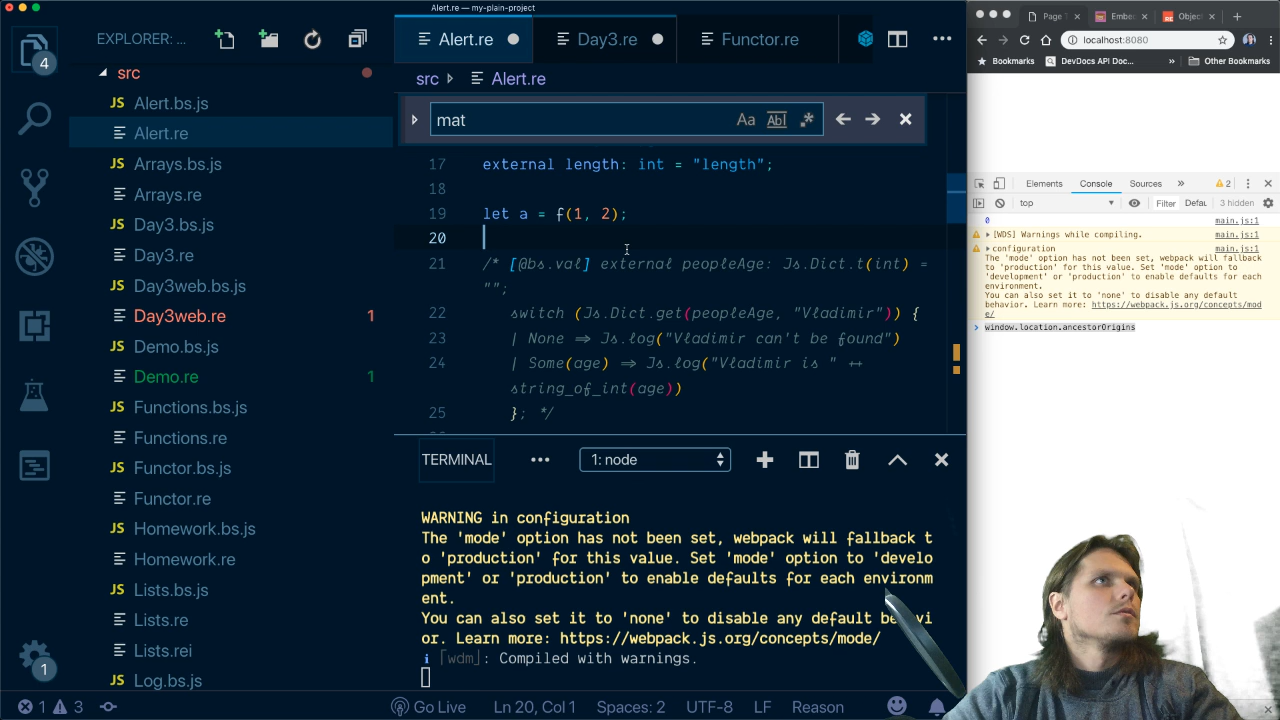 Alert.re — my-plain-project
EXPLORER: ...
4
src
JS Alert.bs.js
Alert.re
JS Arrays.bs.js
Arrays.re
JS Day3.bs.js
Day3.re
JS Day3web.bs.js
Day3web.re 1
JS Demo.bs.js
Demo.re 1
JS Functions.bs.js
Functions.re
JS Functor.bs.js
Functor.re
JS Homework.bs.js
Homework.re
JS Lists.bs.js
Lists.re
Lists.rei
JS Log.bs.js
1
Alert.re
Day3.re
Functor.re
src Alert.re
mat
Aa Abl .*
17 external length: int = "length";
18
19 let a = f(1, 2);
20
21 /* [@bs.val] external peopleAge: Js.Dict.t(int) =
"";
22 switch (Js.Dict.get(peopleAge, "Vladimir")) {
23 | None => Js.log("Vladimir can't be found")
24 | Some(age) => Js.log("Vladimir is " ++
string_of_int(age))
25 }; */
TERMINAL ... 1: node
WARNING in configuration
The 'mode' option has not been set, webpack will fallback t
o 'production' for this value. Set 'mode' option to 'develo
pment' or 'production' to enable defaults for each environm
ent.
You can also set it to 'none' to disable any default behavi
or. Learn more: https://webpack.js.org/concepts/mode/
i ｢wdm｣: Compiled with warnings.
1 3 Go Live Ln 20, Col 1 Spaces: 2 UTF-8 LF Reason
Page T
Embe
Object
localhost:8080
Bookmarks DevDocs API Doc... » Other Bookmarks
Elements Console Sources » 2
top Filter Defau 3 hidden
0 main.js:1
[WDS] Warnings while compiling. main.js:1
configuration main.js:1
The 'mode' option has not been set, webpack will fallback
to 'production' for this value. Set 'mode' option to
'development' or 'production' to enable defaults for each
environment.
You can also set it to 'none' to disable any default
behavior. Learn more: https://webpack.js.org/concepts/mod
e/
window.location.ancestorOrigins